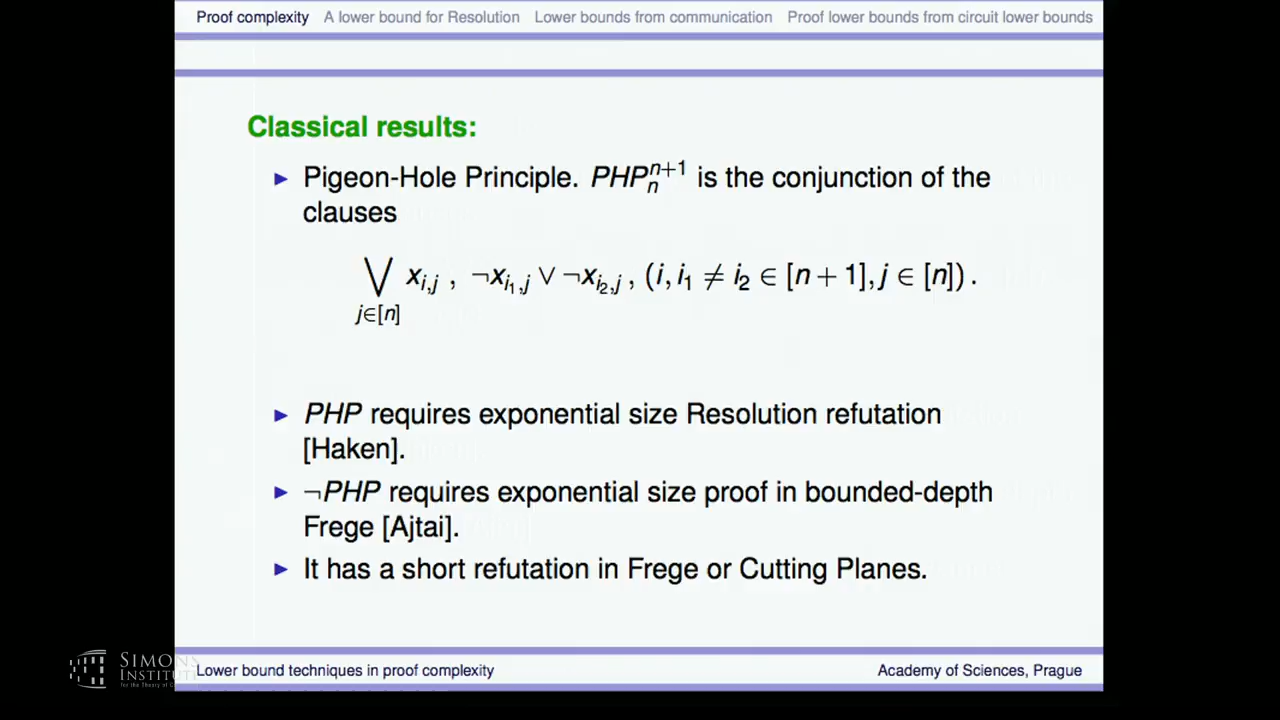 Proof complexity A lower bound for Resolution Lower bounds from communication Proof lower bounds from circuit lower bounds
Classical results:
▶ Pigeon-Hole Principle. PHP_n^{n+1} is the conjunction of the
clauses
⋁_{j∈[n]} x_{i,j} , ¬x_{i_1,j} ∨ ¬x_{i_2,j} , (i, i_1 ≠ i_2 ∈ [n + 1], j ∈ [n]) .
▶ PHP requires exponential size Resolution refutation
[Haken].
▶ ¬PHP requires exponential size proof in bounded-depth
Frege [Ajtai].
▶ It has a short refutation in Frege or Cutting Planes.
SIMONS
INSTITUTE
Lower bound techniques in proof complexity Academy of Sciences, Prague